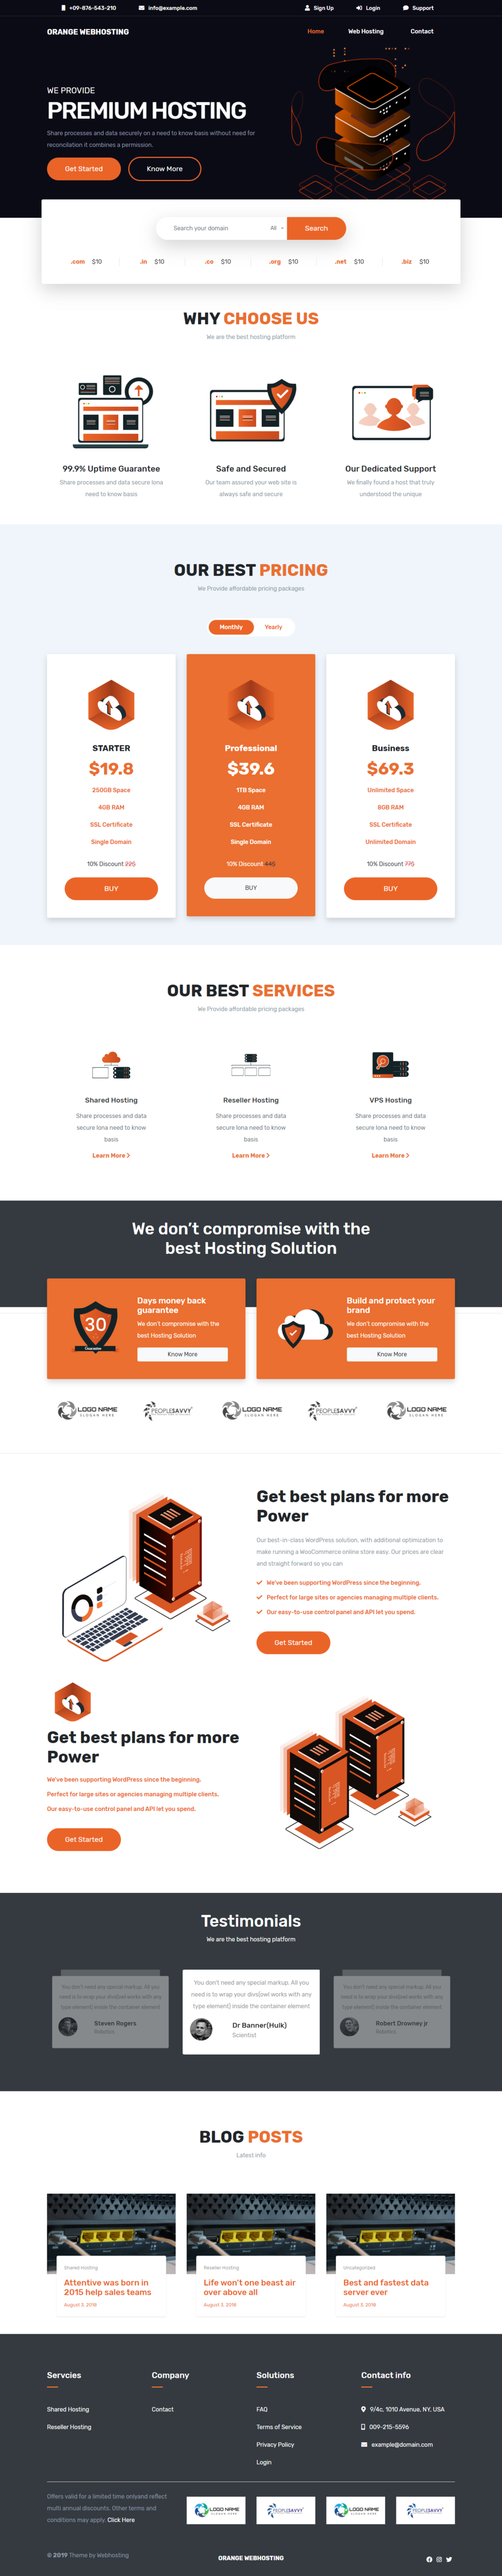 +09-876-543-210 info@example.com Sign Up Login Support
ORANGE WEBHOSTING Home Web Hosting Contact
WE PROVIDE
PREMIUM HOSTING
Share processes and data securely on a need to know basis without need for
reconciliation it combines a permission.
Get Started Know More
Search your domain All Search
.com $10 .in $10 .co $10 .org $10 .net $10 .biz $10
WHY CHOOSE US
We are the best hosting platform
99.9% Uptime Guarantee
Share processes and data secure lona
need to know basis
Safe and Secured
Our team assured your web site is
always safe and secure
Our Dedicated Support
We finally found a host that truly
understood the unique
OUR BEST PRICING
We Provide affordable pricing packages
Monthly Yearly
STARTER
$19.8
250GB Space
4GB RAM
SSL Certificate
Single Domain
10% Discount 22$
BUY
Professional
$39.6
1TB Space
4GB RAM
SSL Certificate
Single Domain
10% Discount 44$
BUY
Business
$69.3
Unlimited Space
8GB RAM
SSL Certificate
Unlimited Domain
10% Discount 77$
BUY
OUR BEST SERVICES
We Provide affordable pricing packages
Shared Hosting
Share processes and data
secure lona need to know
basis
Learn More
Reseller Hosting
Share processes and data
secure lona need to know
basis
Learn More
VPS Hosting
Share processes and data
secure lona need to know
basis
Learn More
We don't compromise with the
best Hosting Solution
30
Guarantee
Days money back
guarantee
We don't compromise with the
best Hosting Solution
Know More
Build and protect your
brand
We don't compromise with the
best Hosting Solution
Know More
LOGO NAME
SLOGAN HERE
PEOPLESAVVY
LOGO NAME
SLOGAN HERE
PEOPLESAVVY
LOGO NAME
SLOGAN HERE
Get best plans for more
Power
Our best-in-class WordPress solution, with additional optimization to
make running a WooCommerce online store easy. Our prices are clear
and straight forward so you can
We've been supporting WordPress since the beginning.
Perfect for large sites or agencies managing multiple clients.
Our easy-to-use control panel and API let you spend.
Get Started
Get best plans for more
Power
We've been supporting WordPress since the beginning.
Perfect for large sites or agencies managing multiple clients.
Our easy-to-use control panel and API let you spend.
Get Started
Testimonials
We are the best hosting platform
You don't need any special markup. All you
need is to wrap your divs(owl works with any
type element) inside the container element
Steven Rogers
You don't need any special markup. All you
need is to wrap your divs(owl works with any
type element) inside the container element
Dr Banner(Hulk)
Scientist
You don't need any special markup. All you
need is to wrap your divs(owl works with any
type element) inside the container element
Robert Drowney jr
BLOG POSTS
Latest info
Shared Hosting
Attentive was born in
2015 help sales teams
August 3, 2018
Reseller Hosting
Life won't one beast air
over above all
August 3, 2018
Uncategorized
Best and fastest data
server ever
August 3, 2018
Servcies
Shared Hosting
Reseller Hosting
Company
Contact
Solutions
FAQ
Terms of Service
Privacy Policy
Login
Contact info
9/4c, 1010 Avenue, NY, USA
009-215-5596
example@domain.com
Offers valid for a limited time onlyand reflect
multi annual discounts. Other terms and
conditions may apply. Click Here
LOGO NAME
PEOPLESAVVY
LOGO NAME
PEOPLESAVVY
© 2019 Theme by Webhosting ORANGE WEBHOSTING